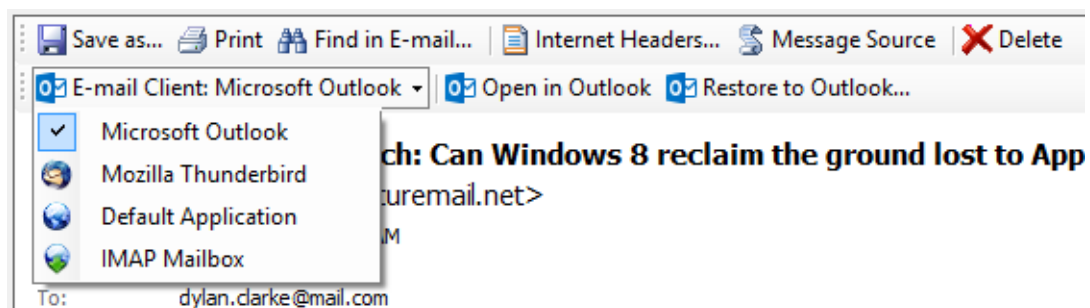 Save as... Print Find in E-mail... Internet Headers... Message Source Delete
E-mail Client: Microsoft Outlook Open in Outlook Restore to Outlook...
Microsoft Outlook
ch: Can Windows 8 reclaim the ground lost to App
Mozilla Thunderbird
uremail.net>
Default Application
AM
IMAP Mailbox
To: dylan.clarke@mail.com